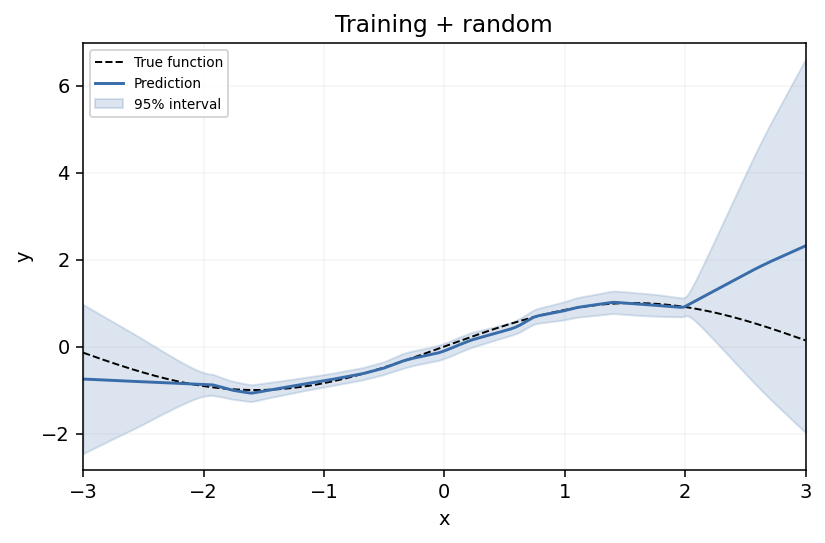 Training + random
True function
Prediction
95% interval
6
4
2
0
−2
y
−3
−2
−1
0
1
2
3
x